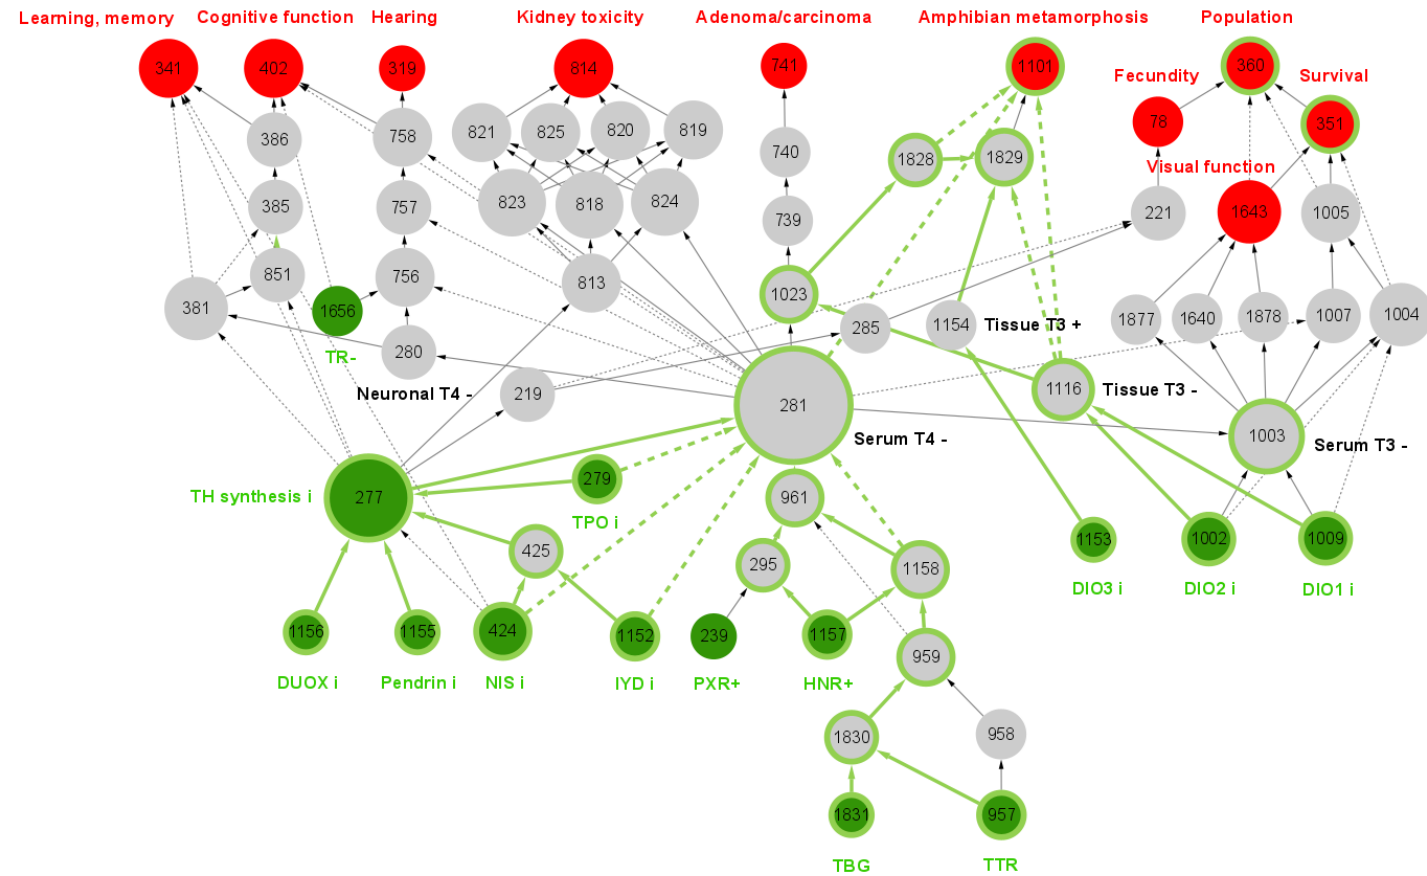 Learning, memory
Cognitive function
Hearing
Kidney toxicity
Adenoma/carcinoma
Amphibian metamorphosis
Population
341
402
319
814
741
1101
360
Fecundity
Survival
78
351
386
758
821
825
820
819
740
1828
1829
Visual function
385
757
823
818
824
739
221
1643
1005
381
851
1656
756
813
1023
285
1154
Tissue T3 +
1877
1640
1878
1007
1004
TR-
280
Neuronal T4 -
219
281
Serum T4 -
1116
Tissue T3 -
1003
Serum T3 -
TH synthesis i
277
279
TPO i
961
425
295
1158
1153
DIO3 i
1002
DIO2 i
1009
DIO1 i
1156
DUOX i
1155
Pendrin i
424
NIS i
1152
IYD i
239
PXR+
1157
HNR+
959
1830
958
1831
TBG
957
TTR